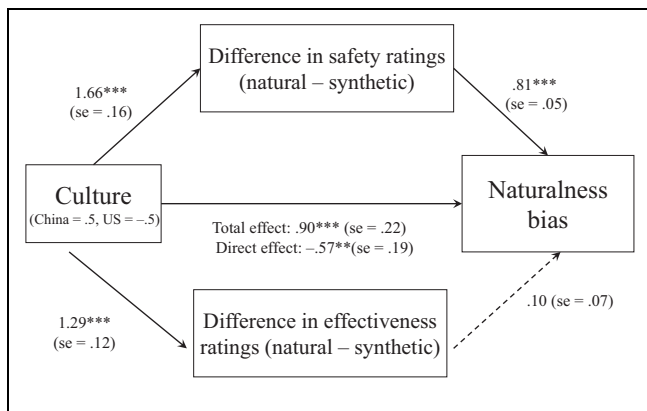 Difference in safety ratings
(natural – synthetic)
1.66***
(se = .16)
.81***
(se = .05)
Culture
(China = .5, US = –.5)
Total effect: .90*** (se = .22)
Direct effect: –.57**(se = .19)
Naturalness
bias
1.29***
(se = .12)
Difference in effectiveness
ratings (natural – synthetic)
.10 (se = .07)